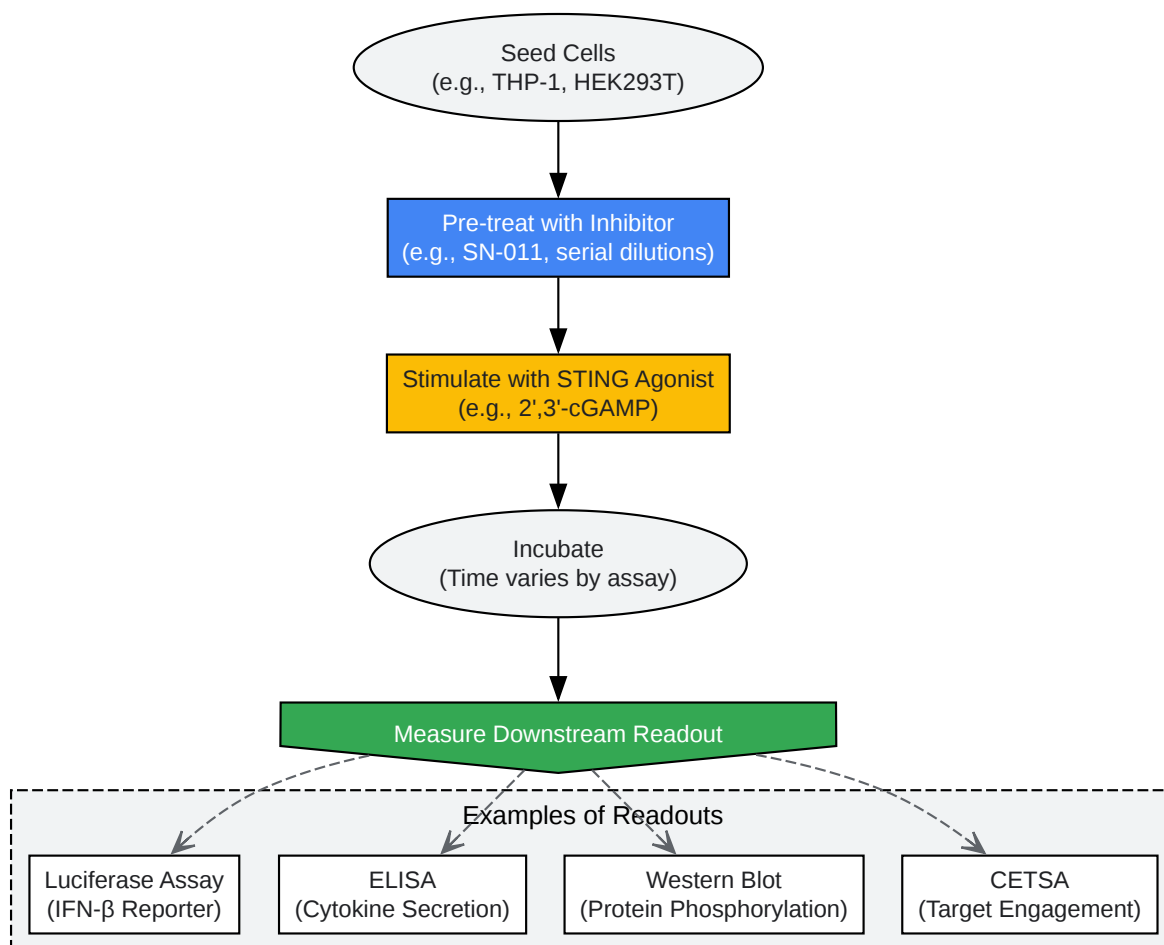 Seed Cells
(e.g., THP-1, HEK293T)
Pre-treat with Inhibitor
(e.g., SN-011, serial dilutions)
Stimulate with STING Agonist
(e.g., 2',3'-cGAMP)
Incubate
(Time varies by assay)
Measure Downstream Readout
Examples of Readouts
Luciferase Assay
(IFN-β Reporter)
ELISA
(Cytokine Secretion)
Western Blot
(Protein Phosphorylation)
CETSA
(Target Engagement)